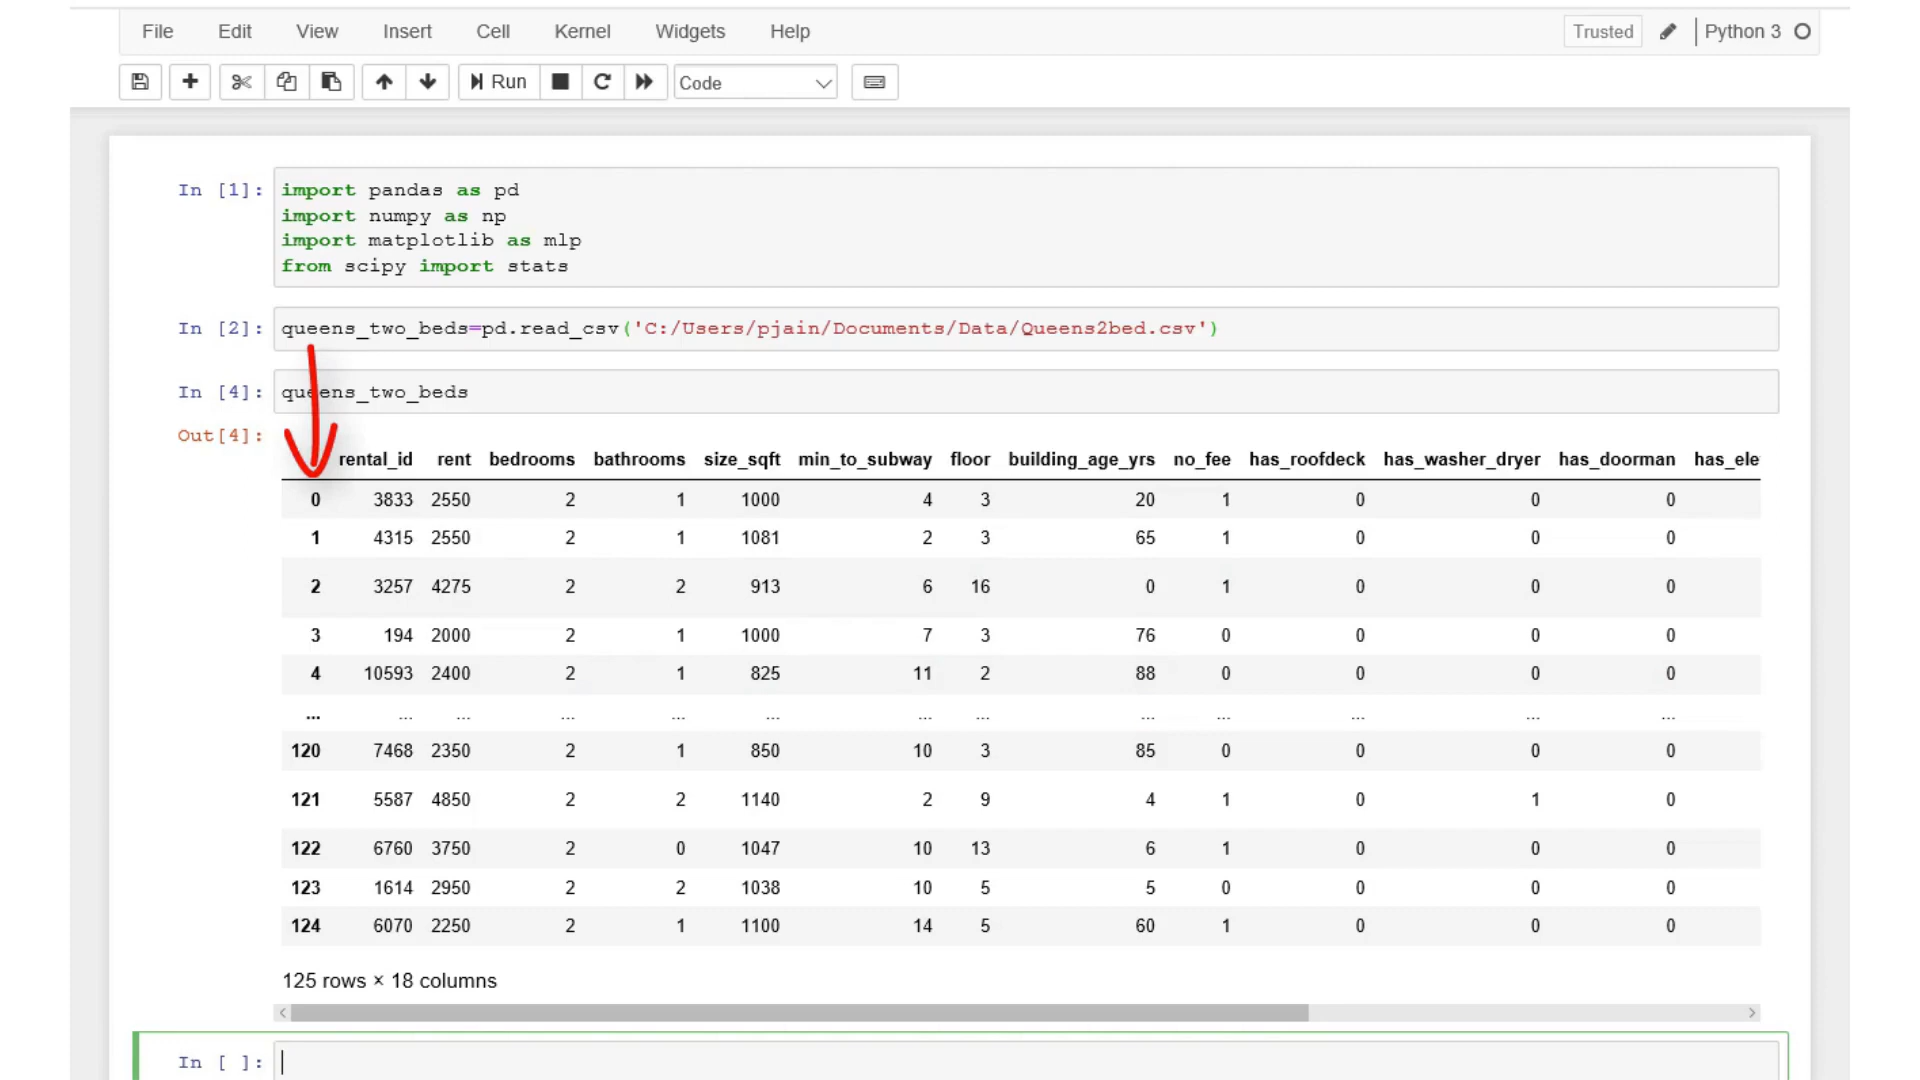 File Edit View Insert Cell Kernel Widgets Help Trusted Python 3
Run Code
In [1]: import pandas as pd
import numpy as np
import matplotlib as mlp
from scipy import stats
In [2]: queens_two_beds=pd.read_csv('C:/Users/pjain/Documents/Data/Queens2bed.csv')
In [4]: queens_two_beds
Out[4]:
rental_id rent bedrooms bathrooms size_sqft min_to_subway floor building_age_yrs no_fee has_roofdeck has_washer_dryer has_doorman has_ele
0 3833 2550 2 1 1000 4 3 20 1 0 0 0
1 4315 2550 2 1 1081 2 3 65 1 0 0 0
2 3257 4275 2 2 913 6 16 0 1 0 0 0
3 194 2000 2 1 1000 7 3 76 0 0 0 0
4 10593 2400 2 1 825 11 2 88 0 0 0 0
... ... ... ... ... ... ... ... ... ... ... ... ...
120 7468 2350 2 1 850 10 3 85 0 0 0 0
121 5587 4850 2 2 1140 2 9 4 1 0 1 0
122 6760 3750 2 0 1047 10 13 6 1 0 0 0
123 1614 2950 2 2 1038 10 5 5 0 0 0 0
124 6070 2250 2 1 1100 14 5 60 1 0 0 0
125 rows × 18 columns
In [ ]: